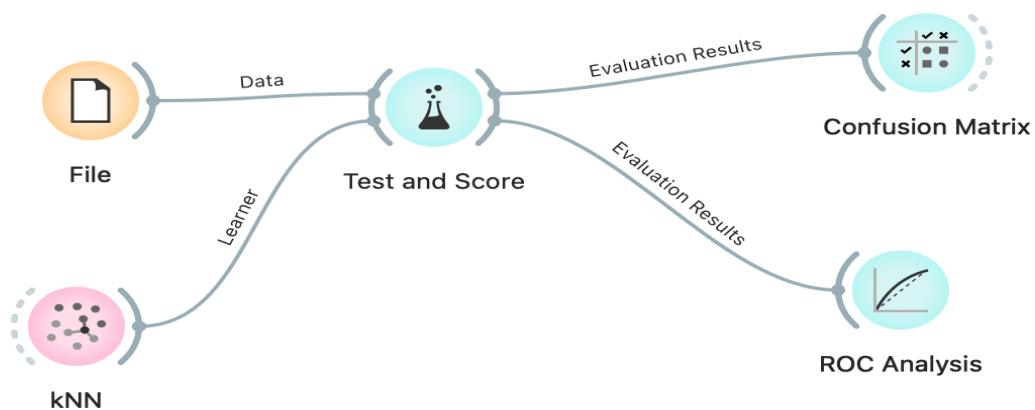 File
Data
Test and Score
Evaluation Results
Confusion Matrix
Learner
kNN
Evaluation Results
ROC Analysis